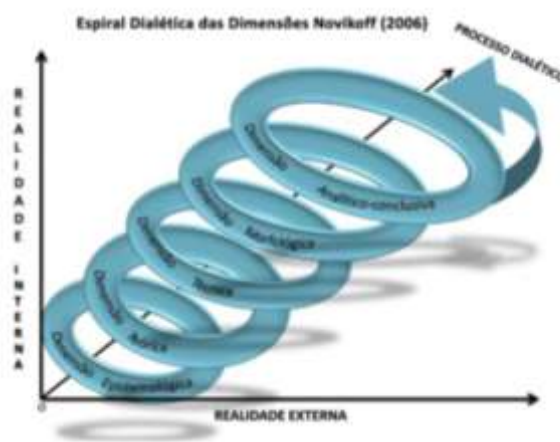 Espiral Dialética das Dimensões Novikoff (2006)
PROCESSO DIALÉTICO
REALIDADE INTERNA
Dimensão Analítico-conclusiva
Dimensão Morfológica
Dimensão Técnica
Dimensão Teórica
Dimensão Epistemológica
0
REALIDADE EXTERNA